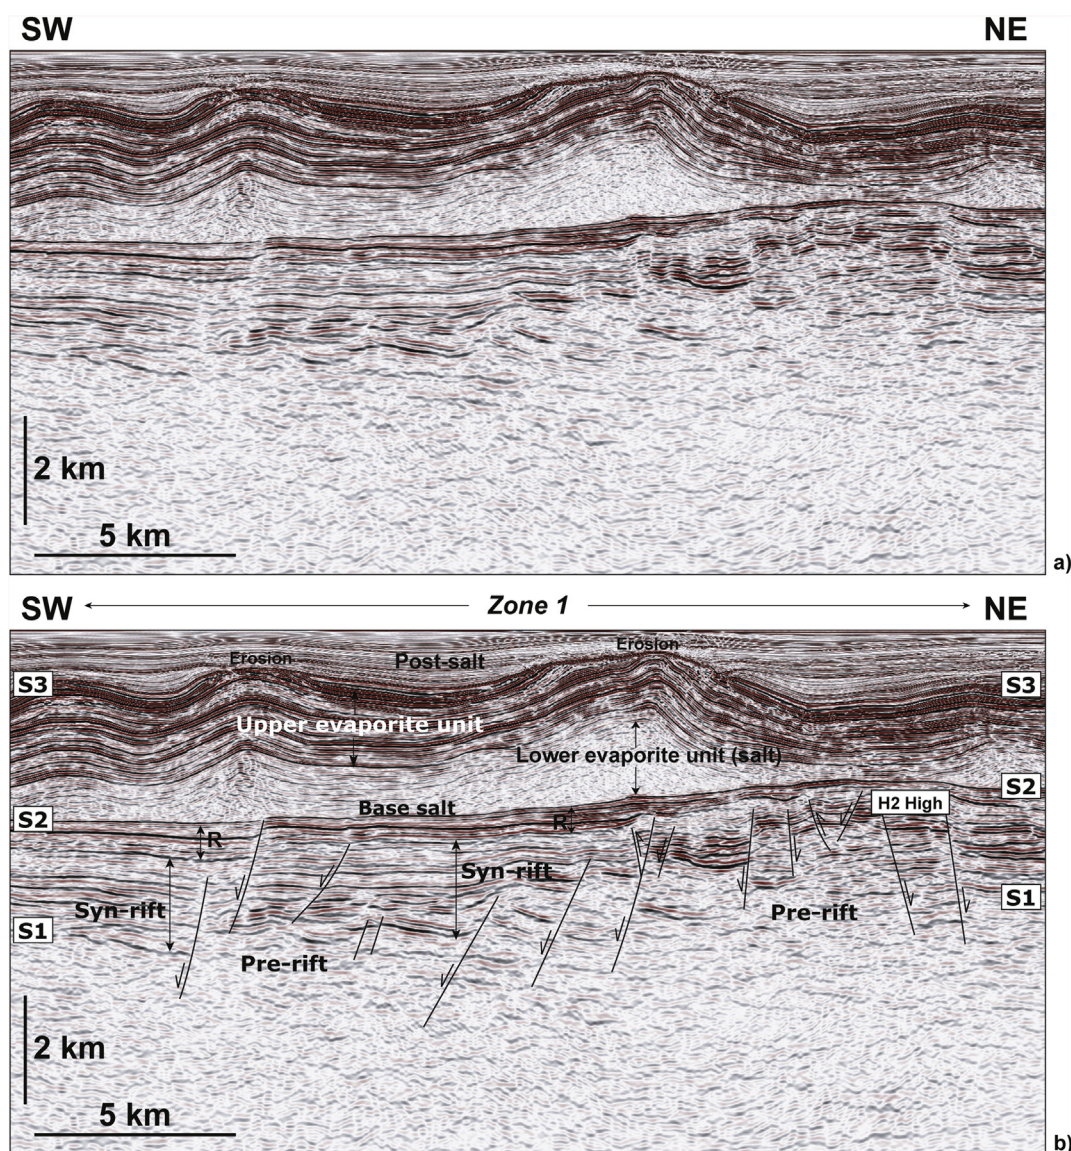 SW NE
2 km
5 km
a)
SW Zone 1 NE
Erosion Erosion
Post-salt
S3 S3
Upper evaporite unit
Lower evaporite unit (salt)
S2
Base salt H2 High
S2 R R
Syn-rift
Syn-rift S1
Pre-rift
S1
Pre-rift
2 km
5 km
b)